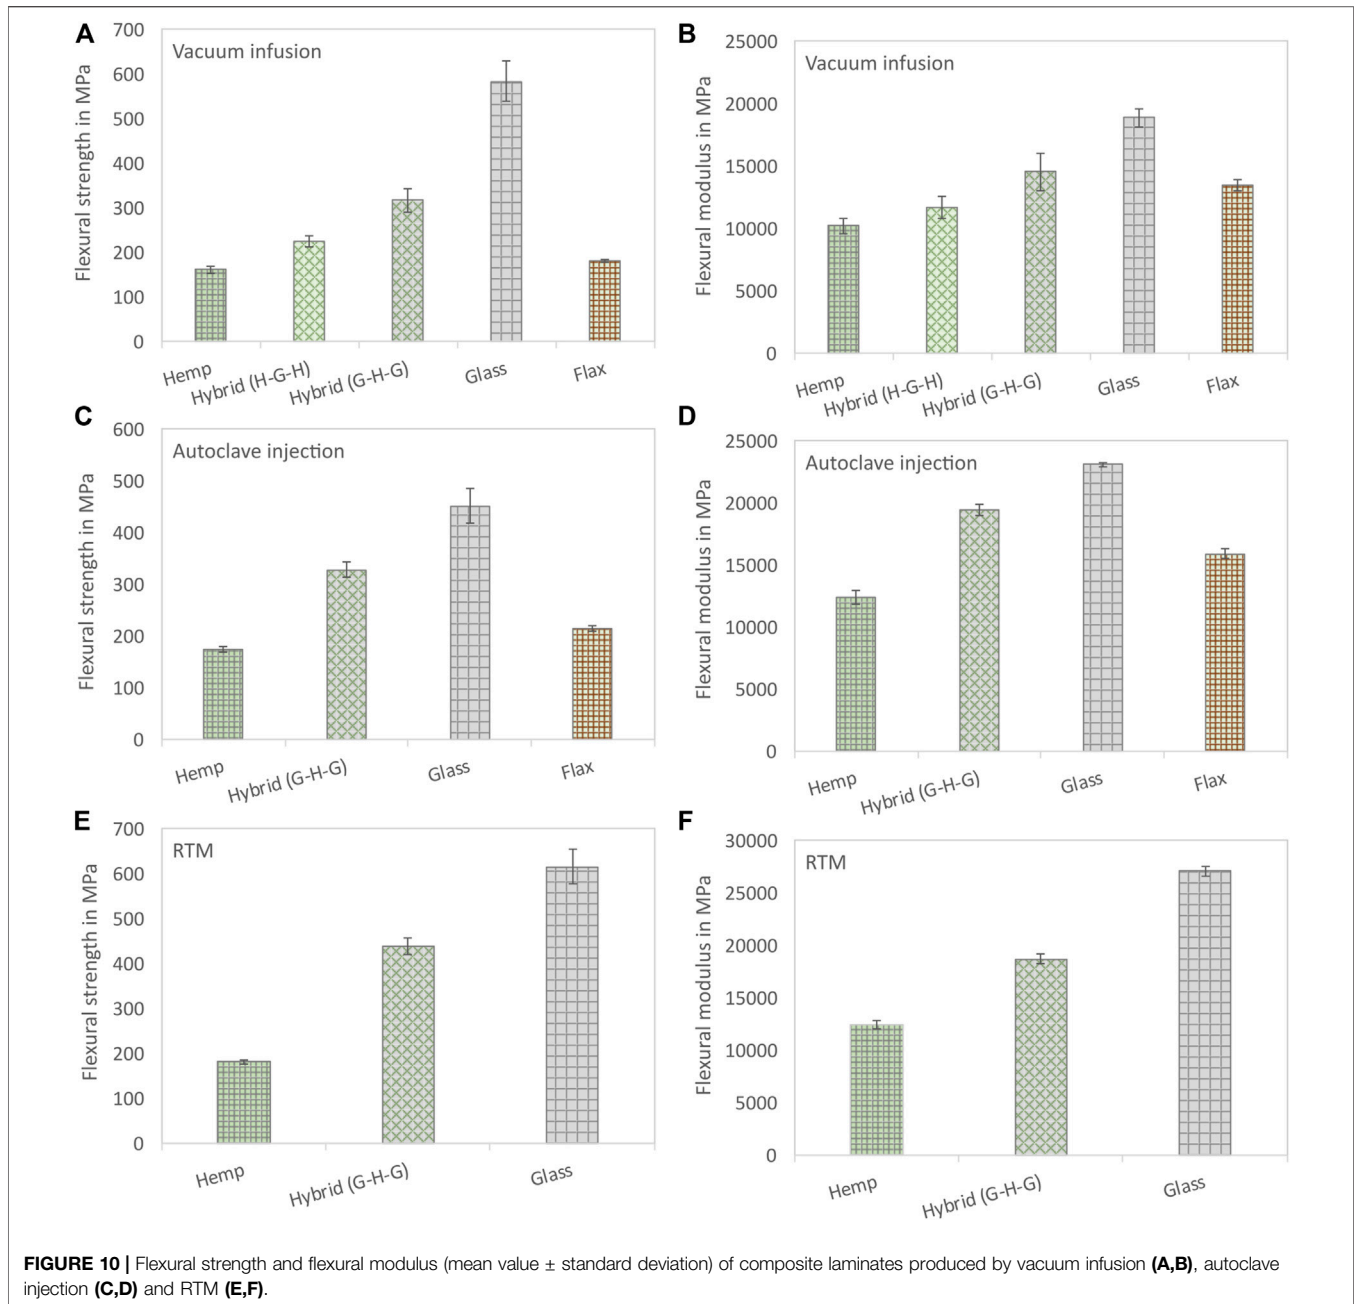 A
Vacuum infusion
Flexural strength in MPa
700
600
500
400
300
200
100
0
Hemp
Hybrid (H-G-H)
Hybrid (G-H-G)
Glass
Flax
B
Vacuum infusion
Flexural modulus in MPa
25000
20000
15000
10000
5000
0
Hemp
Hybrid (H-G-H)
Hybrid (G-H-G)
Glass
Flax
C
Autoclave injection
Flexural strength in MPa
600
500
400
300
200
100
0
Hemp
Hybrid (G-H-G)
Glass
Flax
D
Autoclave injection
Flexural modulus in MPa
25000
20000
15000
10000
5000
0
Hemp
Hybrid (G-H-G)
Glass
Flax
E
RTM
Flexural strength in MPa
700
600
500
400
300
200
100
0
Hemp
Hybrid (G-H-G)
Glass
F
RTM
Flexural modulus in MPa
30000
25000
20000
15000
10000
5000
0
Hemp
Hybrid (G-H-G)
Glass
FIGURE 10 | Flexural strength and flexural modulus (mean value ± standard deviation) of composite laminates produced by vacuum infusion (A,B), autoclave
injection (C,D) and RTM (E,F).